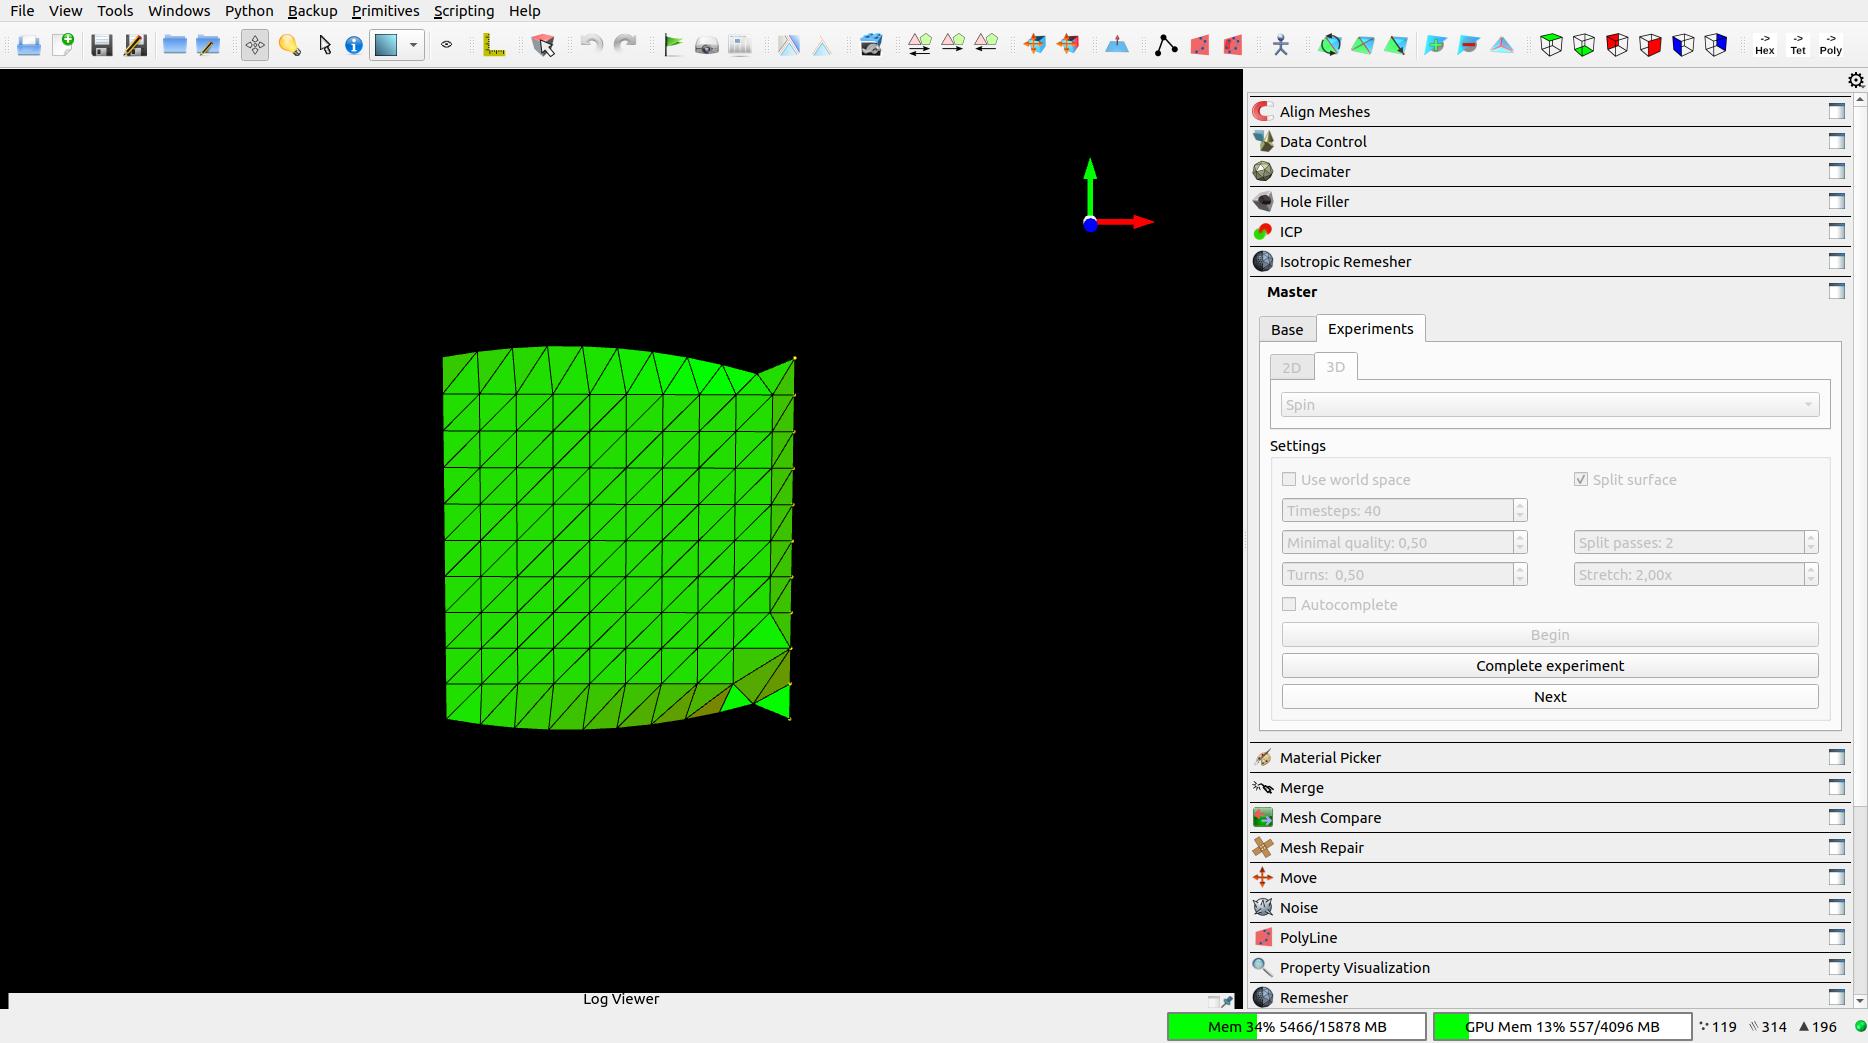 File View Tools Windows Python Backup Primitives Scripting Help
-> Hex -> Tet -> Poly
Align Meshes
Data Control
Decimater
Hole Filler
ICP
Isotropic Remesher
Master
Base Experiments
2D 3D
Spin
Settings
Use world space Split surface
Timesteps: 40
Minimal quality: 0,50 Split passes: 2
Turns: 0,50 Stretch: 2,00x
Autocomplete
Begin
Complete experiment
Next
Material Picker
Merge
Mesh Compare
Mesh Repair
Move
Noise
PolyLine
Property Visualization
Remesher
Log Viewer
Mem 34% 5466/15878 MB GPU Mem 13% 557/4096 MB 119 314 196